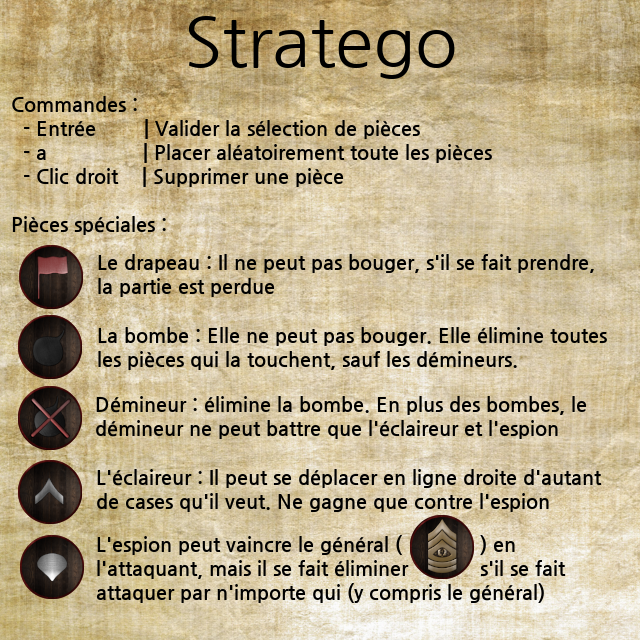 Stratego
Commandes :
- Entrée | Valider la sélection de pièces
- a | Placer aléatoirement toute les pièces
- Clic droit | Supprimer une pièce
Pièces spéciales :
Le drapeau : Il ne peut pas bouger, s'il se fait prendre,
la partie est perdue
La bombe : Elle ne peut pas bouger. Elle élimine toutes
les pièces qui la touchent, sauf les démineurs.
Démineur : élimine la bombe. En plus des bombes, le
démineur ne peut battre que l'éclaireur et l'espion
L'éclaireur : Il peut se déplacer en ligne droite d'autant
de cases qu'il veut. Ne gagne que contre l'espion
L'espion peut vaincre le général ( ) en
l'attaquant, mais il se fait éliminer s'il se fait
attaquer par n'importe qui (y compris le général)